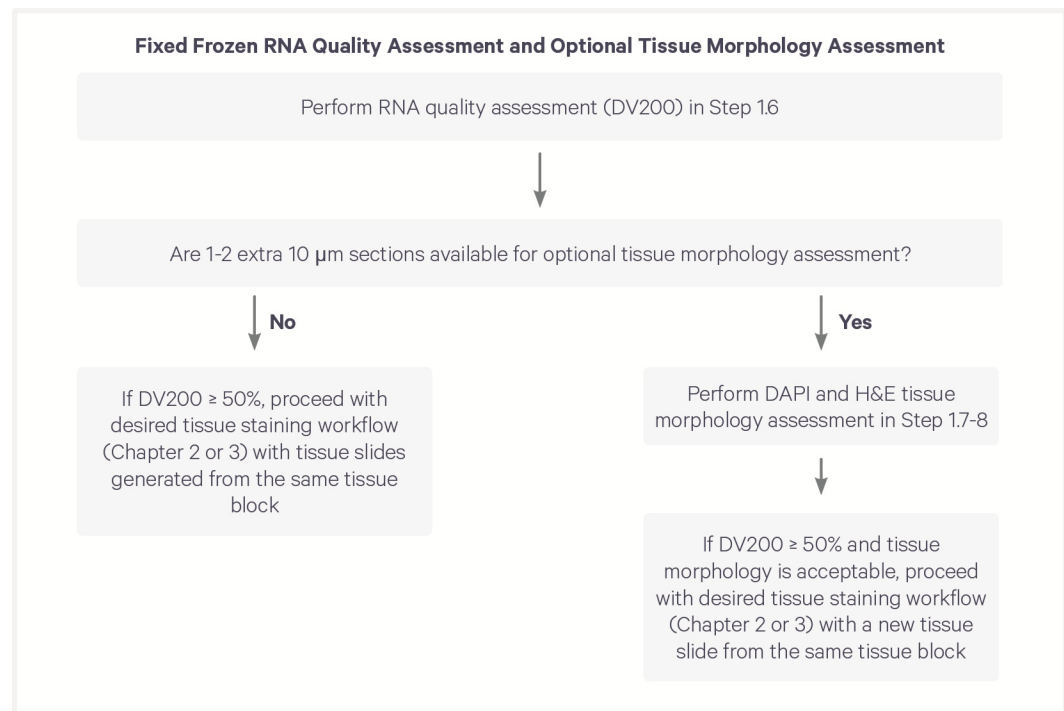 Fixed Frozen RNA Quality Assessment and Optional Tissue Morphology Assessment
Perform RNA quality assessment (DV200) in Step 1.6
Are 1-2 extra 10 μm sections available for optional tissue morphology assessment?
No
Yes
If DV200 ≥ 50%, proceed with
desired tissue staining workflow
(Chapter 2 or 3) with tissue slides
generated from the same tissue
block
Perform DAPI and H&E tissue
morphology assessment in Step 1.7-8
If DV200 ≥ 50% and tissue
morphology is acceptable, proceed
with desired tissue staining workflow
(Chapter 2 or 3) with a new tissue
slide from the same tissue block